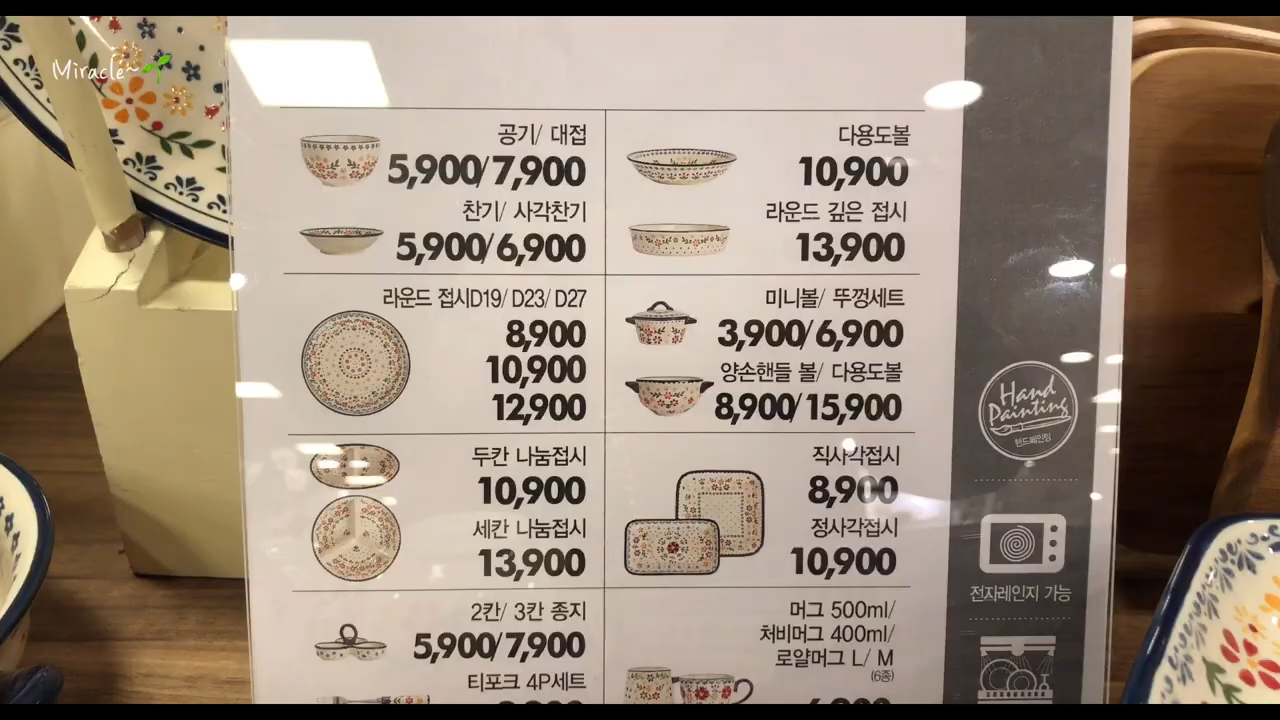 Miracle~
공기/ 대접
5,900/7,900
찬기/ 사각찬기
5,900/6,900
다용도볼
10,900
라운드 깊은 접시
13,900
라운드 접시D19/ D23/ D27
8,900
10,900
12,900
미니볼/ 뚜껑세트
3,900/6,900
양손핸들 볼/ 다용도볼
8,900/15,900
두칸 나눔접시
10,900
세칸 나눔접시
13,900
직사각접시
8,900
정사각접시
10,900
2칸/ 3칸 종지
5,900/7,900
티포크 4P세트
머그 500ml/
처비머그 400ml/
로얄머그 L/ M
(6종)
Hand
Painting
핸드페인팅
전자레인지 가능